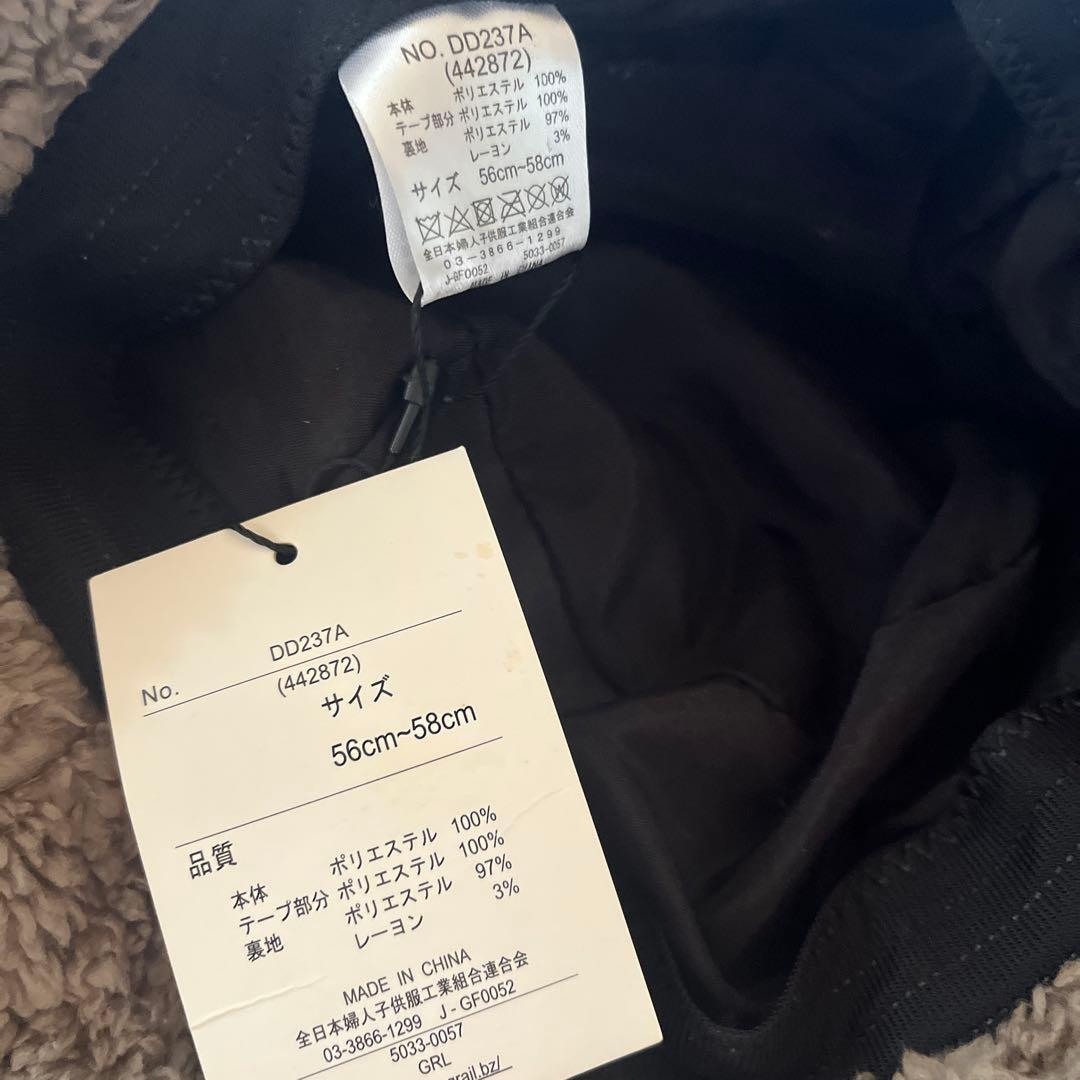 NO. DD237A
(442872)
本体 ポリエステル 100%
テープ部分 ポリエステル 100%
裏地 ポリエステル 97%
レーヨン 3%
サイズ 56cm~58cm
全日本婦人子供服工業組合連合会
03-3866-1299
J-GF0052 5033-0057
MADE IN CHINA
No. DD237A
(442872)
サイズ
56cm~58cm
品質
本体 ポリエステル 100%
テープ部分 ポリエステル 100%
裏地 ポリエステル 97%
レーヨン 3%
MADE IN CHINA
全日本婦人子供服工業組合連合会
03-3866-1299 J-GF0052
5033-0057
GRL
grail.bz/